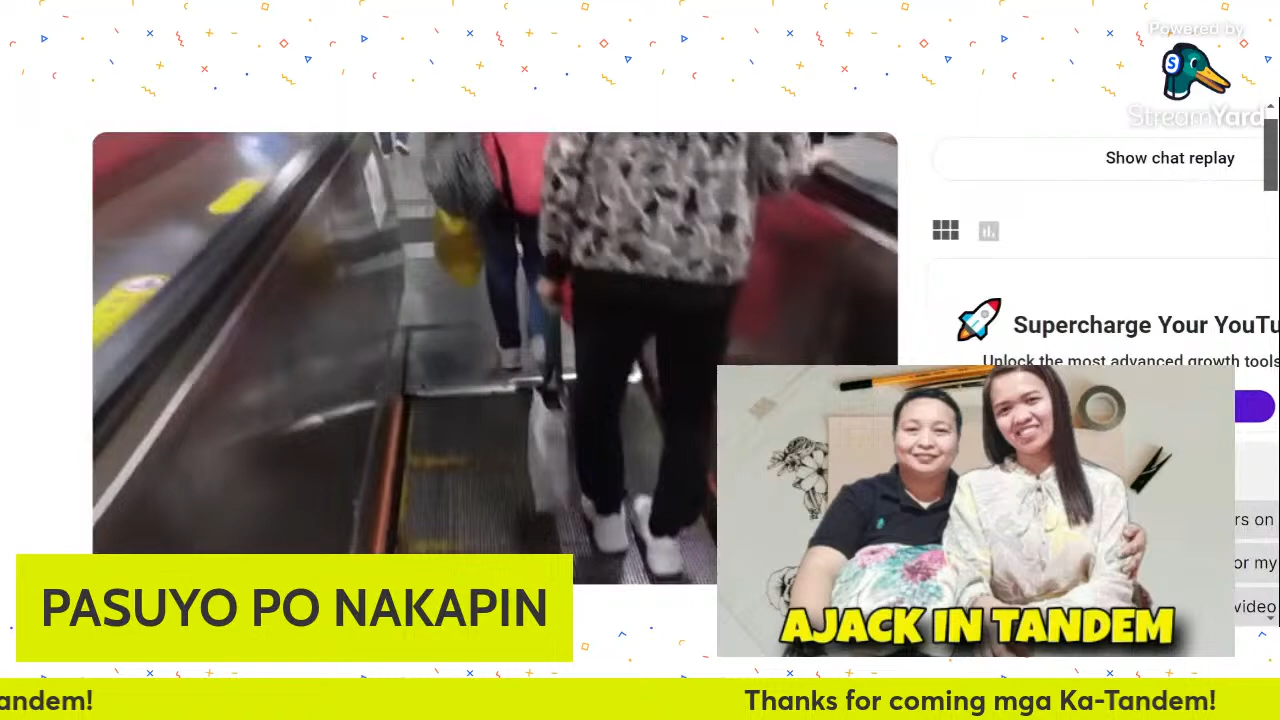 Powered by
StreamYard
Show chat replay
Supercharge Your YouTu
Unlock the most advanced growth tools
rs on
or my
video
AJACK IN TANDEM
PASUYO PO NAKAPIN
andem!
Thanks for coming mga Ka-Tandem!